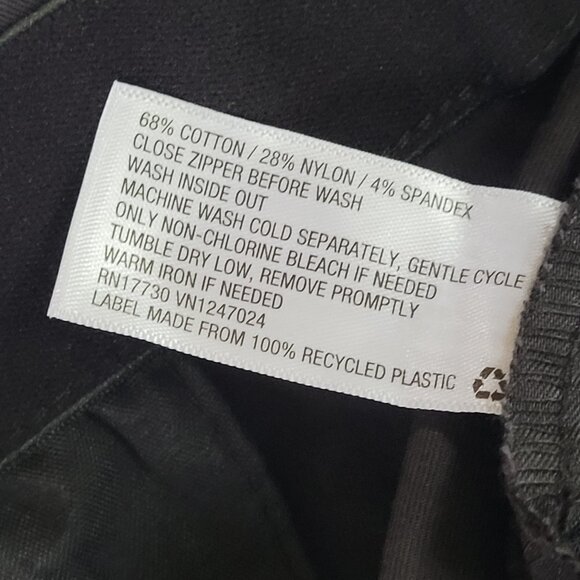 68% COTTON / 28% NYLON / 4% SPANDEX
CLOSE ZIPPER BEFORE WASH
WASH INSIDE OUT
MACHINE WASH COLD SEPARATELY, GENTLE CYCLE
ONLY NON-CHLORINE BLEACH IF NEEDED
TUMBLE DRY LOW, REMOVE PROMPTLY
WARM IRON IF NEEDED
RN17730 VN1247024
LABEL MADE FROM 100% RECYCLED PLASTIC